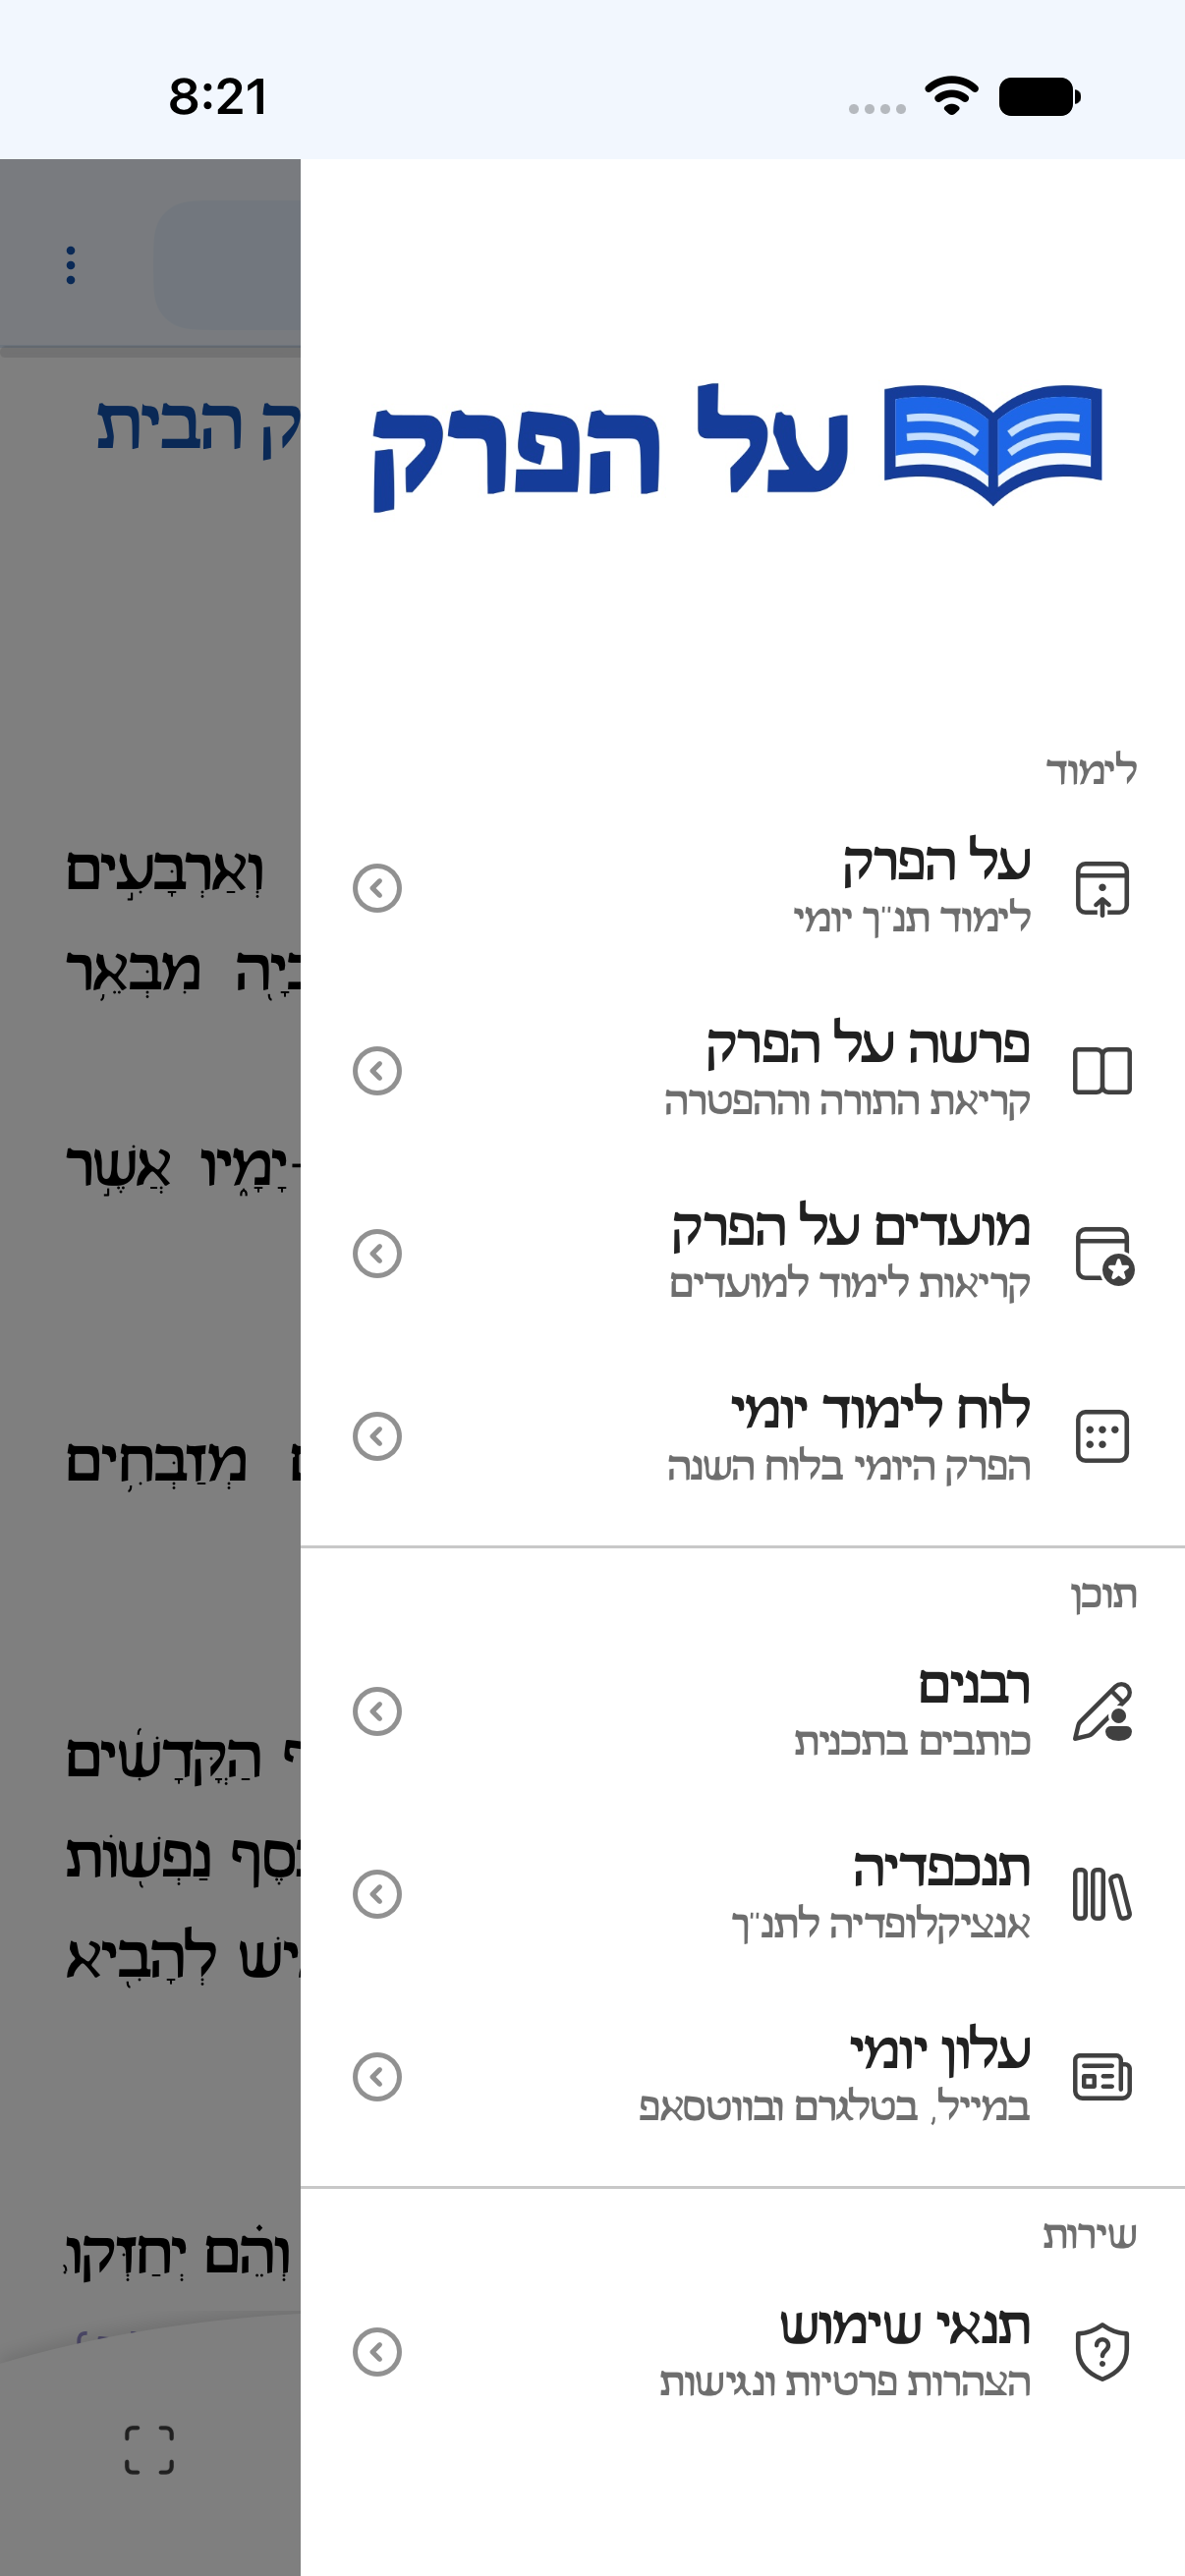 8:21
על הפרק
ק הבית
לימוד
על הפרק
לימוד תנ"ך יומי
פרשה על הפרק
קריאת התורה וההפטרה
מועדים על הפרק
קריאות לימוד למועדים
לוח לימוד יומי
הפרק היומי בלוח השנה
תוכן
רבנים
כותבים בתכנית
תנכפדיה
אנציקלופדיה לתנ"ך
עלון יומי
במייל, בטלגרם ובווטסאפ
שירות
תנאי שימוש
הצהרות פרטיות ונגישות
וְאַרְבָּעִ֣ים
מִבְּאֵ֥ר
יָמָ֑יו אֲשֶׁ֣ר
מְזַבְּחִ֥ים
הַקֳּדָשִׁ֜ים
נַפְשׁ֖וֹת
לְהָבִ֖יא
וְהֵ֗ם יְחַזְּקוּ֙